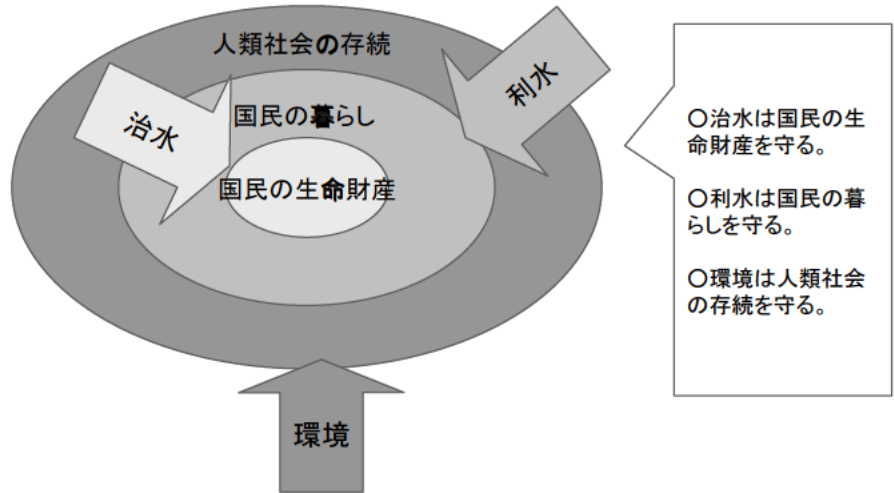 人類社会の存続
利水
治水
国民の暮らし
国民の生命財産
環境
〇治水は国民の生
命財産を守る。
〇利水は国民の暮
らしを守る。
〇環境は人類社会
の存続を守る。